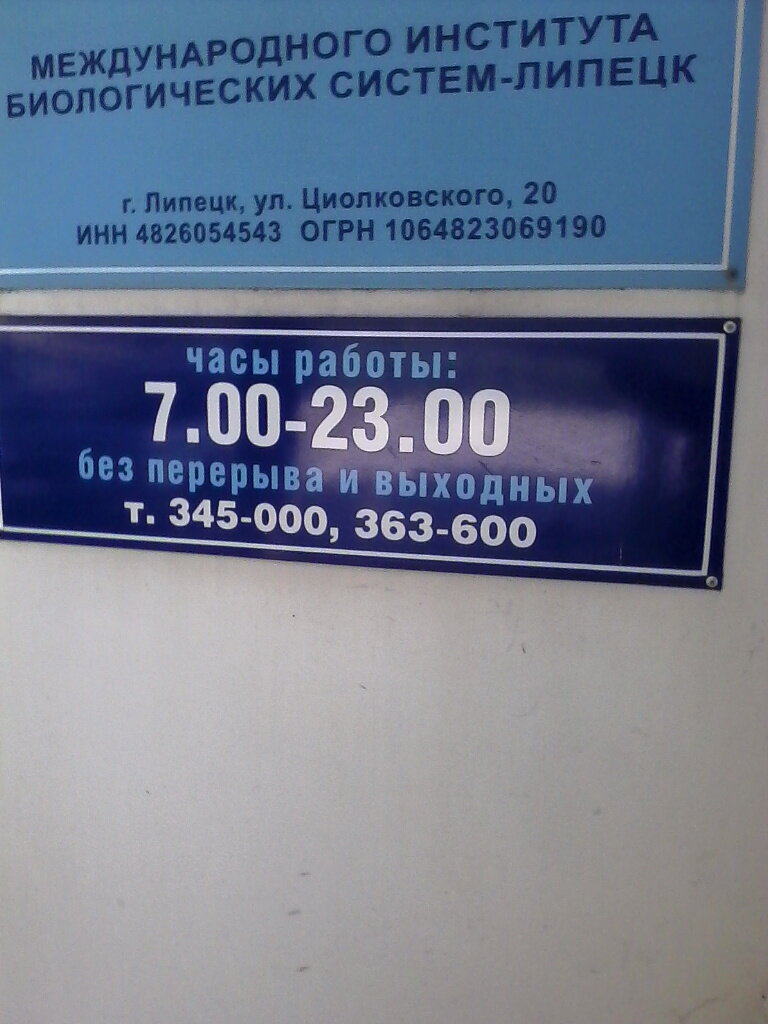 МЕЖДУНАРОДНОГО ИНСТИТУТА
БИОЛОГИЧЕСКИХ СИСТЕМ-ЛИПЕЦК
г. Липецк, ул. Циолковского, 20
ИНН 4826054543 ОГРН 1064823069190
часы работы:
7.00-23.00
без перерыва и выходных
т. 345-000, 363-600